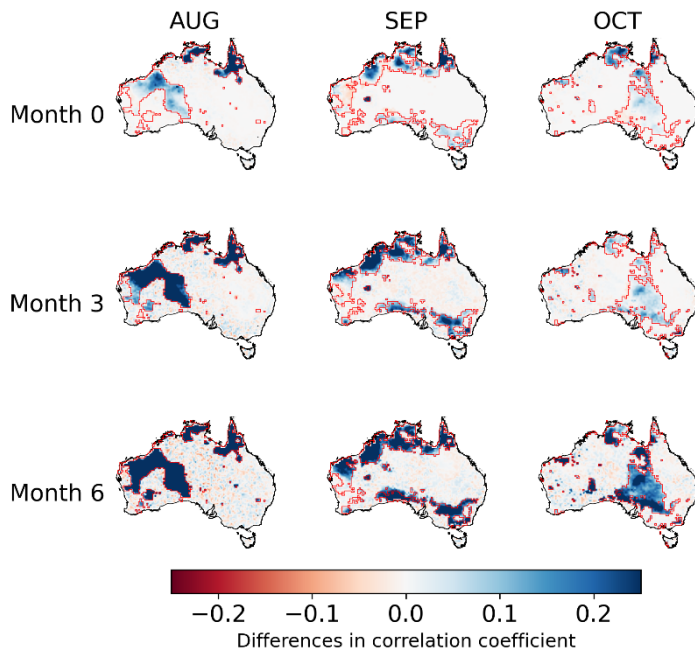 AUG SEP OCT
Month 0
Month 3
Month 6
−0.2 −0.1 0.0 0.1 0.2
Differences in correlation coefficient